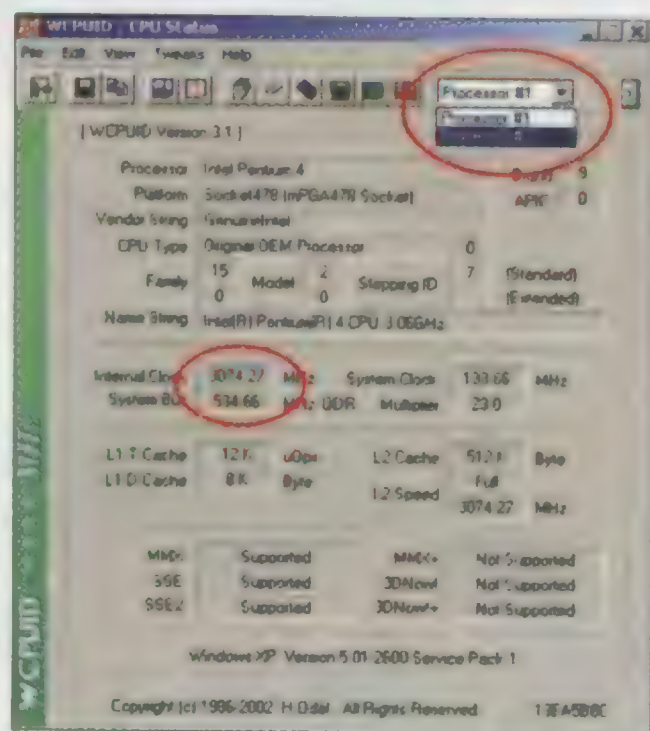 WCPUID : CPU Status
File Edit View Tweaks Help
Processor #1
Processor #1
[ WCPUID Version 3.1 ]
Processor Intel Pentium 4
Platform Socket478 (mPGA478 Socket) APIC 0
Vendor String GenuineIntel
CPU Type Original OEM Processor 0
Family 15 Model 2 Stepping ID 7 (Standard)
0 0 (Extended)
Name String Intel(R) Pentium(R) 4 CPU 3.06GHz
Internal Clock 3074.27 MHz System Clock 133.66 MHz
System Bus 534.66 MHz QDR Multiplier 23.0
L1 T-Cache 12 K uOps L2 Cache 512 K Byte
L1 D-Cache 8 K Byte L2 Speed Full
3074.27 MHz
MMX Supported MMX+ Not Supported
SSE Supported 3DNow! Not Supported
SSE2 Supported 3DNow!+ Not Supported
Windows XP Version 5.01.2600 Service Pack 1
Copyright (c) 1996-2002 H.Oda! All Rights Reserved.
WCPUID